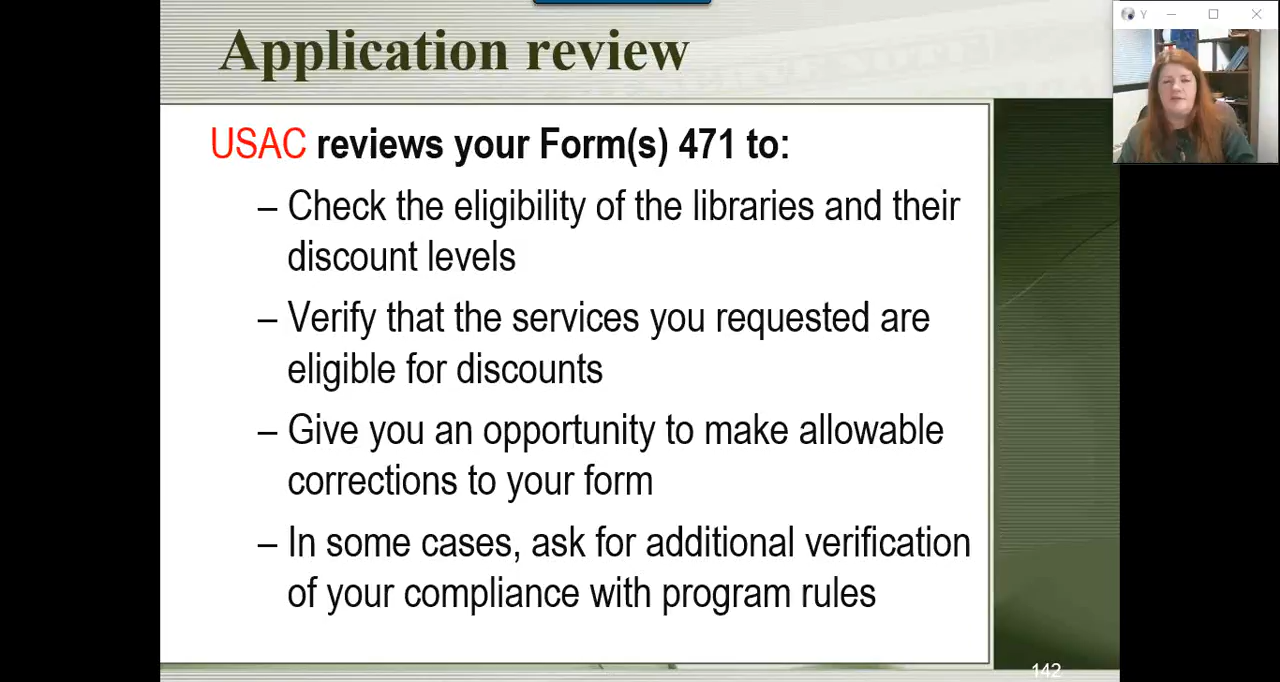 Application review
Y
USAC reviews your Form(s) 471 to:
– Check the eligibility of the libraries and their
discount levels
– Verify that the services you requested are
eligible for discounts
– Give you an opportunity to make allowable
corrections to your form
– In some cases, ask for additional verification
of your compliance with program rules
142